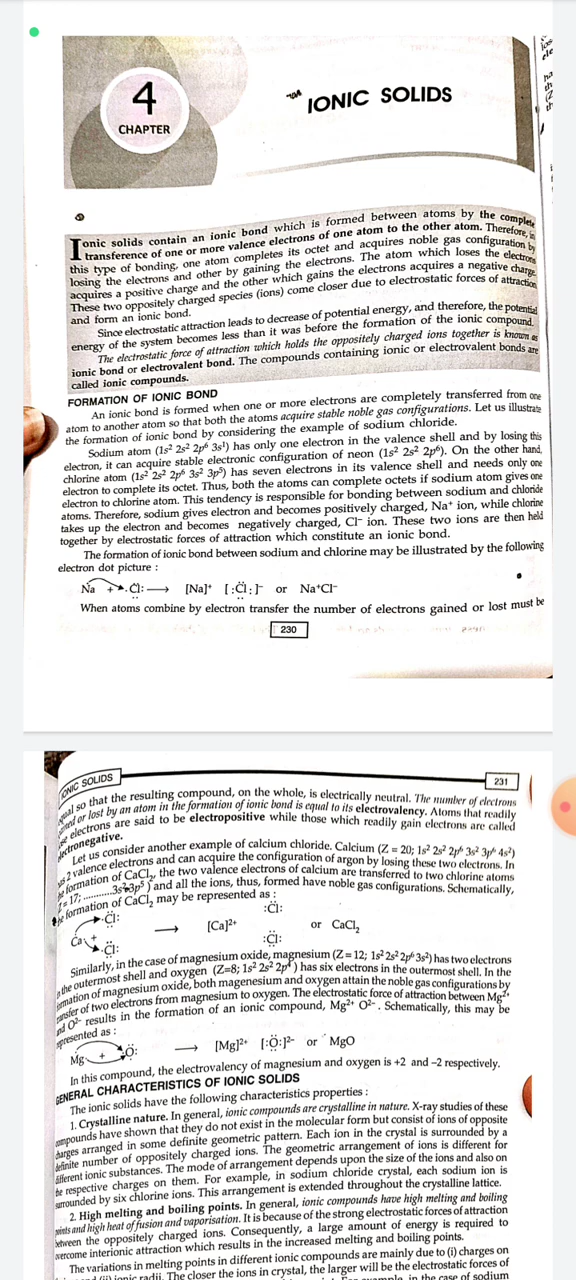 4
CHAPTER
IONIC SOLIDS
Ionic solids contain an ionic bond which is formed between atoms by the complete
transference of one or more valence electrons of one atom to the other atom. Therefore, in
this type of bonding, one atom completes its octet and acquires noble gas configuration by
losing the electrons and other by gaining the electrons. The atom which loses the electrons
acquires a positive charge and the other which gains the electrons acquires a negative charge.
These two oppositely charged species (ions) come closer due to electrostatic forces of attraction
and form an ionic bond.
Since electrostatic attraction leads to decrease of potential energy, and therefore, the potential
energy of the system becomes less than it was before the formation of the ionic compound.
The electrostatic force of attraction which holds the oppositely charged ions together is known as
ionic bond or electrovalent bond. The compounds containing ionic or electrovalent bonds are
called ionic compounds.
FORMATION OF IONIC BOND
An ionic bond is formed when one or more electrons are completely transferred from one
atom to another atom so that both the atoms acquire stable noble gas configurations. Let us illustrate
the formation of ionic bond by considering the example of sodium chloride.
Sodium atom (1s² 2s² 2p⁶ 3s¹) has only one electron in the valence shell and by losing this
electron, it can acquire stable electronic configuration of neon (1s² 2s² 2p⁶). On the other hand,
chlorine atom (1s² 2s² 2p⁶ 3s² 3p⁵) has seven electrons in its valence shell and needs only one
electron to complete its octet. Thus, both the atoms can complete octets if sodium atom gives one
electron to chlorine atom. This tendency is responsible for bonding between sodium and chloride
atoms. Therefore, sodium gives electron and becomes positively charged, Na⁺ ion, while chlorine
takes up the electron and becomes negatively charged, Cl⁻ ion. These two ions are then held
together by electrostatic forces of attraction which constitute an ionic bond.
The formation of ionic bond between sodium and chlorine may be illustrated by the following
electron dot picture :
Na + .Cl: ⟶ [Na]⁺ [:Cl:]⁻ or Na⁺Cl⁻
When atoms combine by electron transfer the number of electrons gained or lost must be
230
IONIC SOLIDS 231
equal so that the resulting compound, on the whole, is electrically neutral. The number of electrons
gained or lost by an atom in the formation of ionic bond is equal to its electrovalency. Atoms that readily
lose electrons are said to be electropositive while those which readily gain electrons are called
electronegative.
Let us consider another example of calcium chloride. Calcium (Z = 20; 1s² 2s² 2p⁶ 3s² 3p⁶ 4s²)
has 2 valence electrons and can acquire the configuration of argon by losing these two electrons. In
the formation of CaCl₂, the two valence electrons of calcium are transferred to two chlorine atoms
Z = 17; ..........3s²3p⁵) and all the ions, thus, formed have noble gas configurations. Schematically,
the formation of CaCl₂ may be represented as :
.Cl: :Cl:
Ca + ⟶ [Ca]²⁺ or CaCl₂
.Cl: :Cl:
Similarly, in the case of magnesium oxide, magnesium (Z = 12; 1s² 2s² 2p⁶ 3s²) has two electrons
in the outermost shell and oxygen (Z=8; 1s² 2s² 2p⁴) has six electrons in the outermost shell. In the
formation of magnesium oxide, both magenesium and oxygen attain the noble gas configurations by
transfer of two electrons from magnesium to oxygen. The electrostatic force of attraction between Mg²⁺
and O²⁻ results in the formation of an ionic compound, Mg²⁺ O²⁻. Schematically, this may be
represented as :
Mg + :O: ⟶ [Mg]²⁺ [:O:]²⁻ or MgO
In this compound, the electrovalency of magnesium and oxygen is +2 and –2 respectively.
GENERAL CHARACTERISTICS OF IONIC SOLIDS
The ionic solids have the following characteristics properties :
1. Crystalline nature. In general, ionic compounds are crystalline in nature. X-ray studies of these
compounds have shown that they do not exist in the molecular form but consist of ions of opposite
charges arranged in some definite geometric pattern. Each ion in the crystal is surrounded by a
definite number of oppositely charged ions. The geometric arrangement of ions is different for
different ionic substances. The mode of arrangement depends upon the size of the ions and also on
the respective charges on them. For example, in sodium chloride crystal, each sodium ion is
surrounded by six chlorine ions. This arrangement is extended throughout the crystalline lattice.
2. High melting and boiling points. In general, ionic compounds have high melting and boiling
points and high heat of fusion and vaporisation. It is because of the strong electrostatic forces of attraction
between the oppositely charged ions. Consequently, a large amount of energy is required to
overcome interionic attraction which results in the increased melting and boiling points.
The variations in melting points in different ionic compounds are mainly due to (i) charges on
(ii) ionic radii. The closer the ions in crystal, the larger will be the electrostatic forces of
in the case of sodium